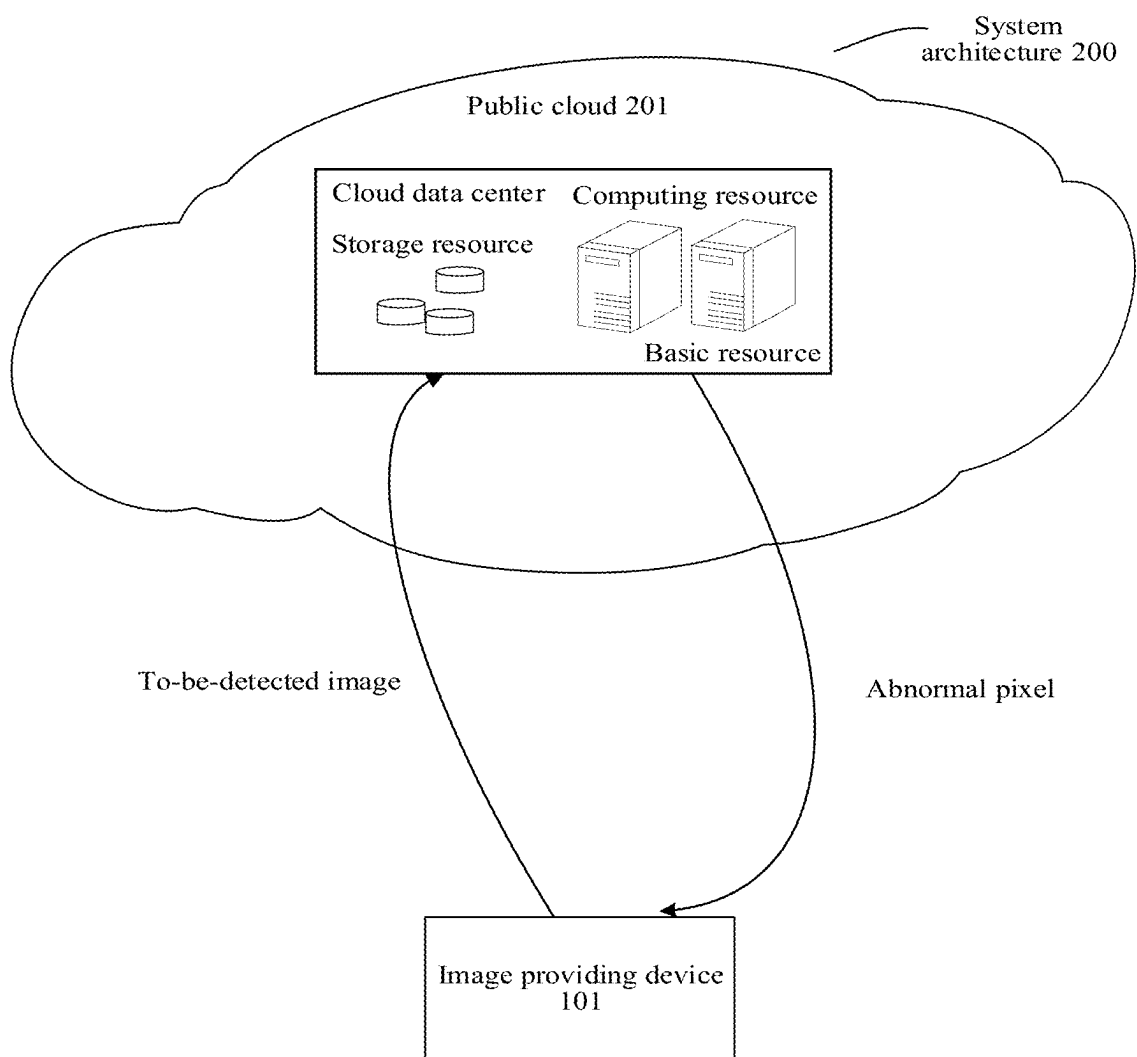 System
architecture 200
Public cloud 201
Cloud data center
Computing resource
Storage resource
Basic resource
To-be-detected image
Abnormal pixel
Image providing device
101